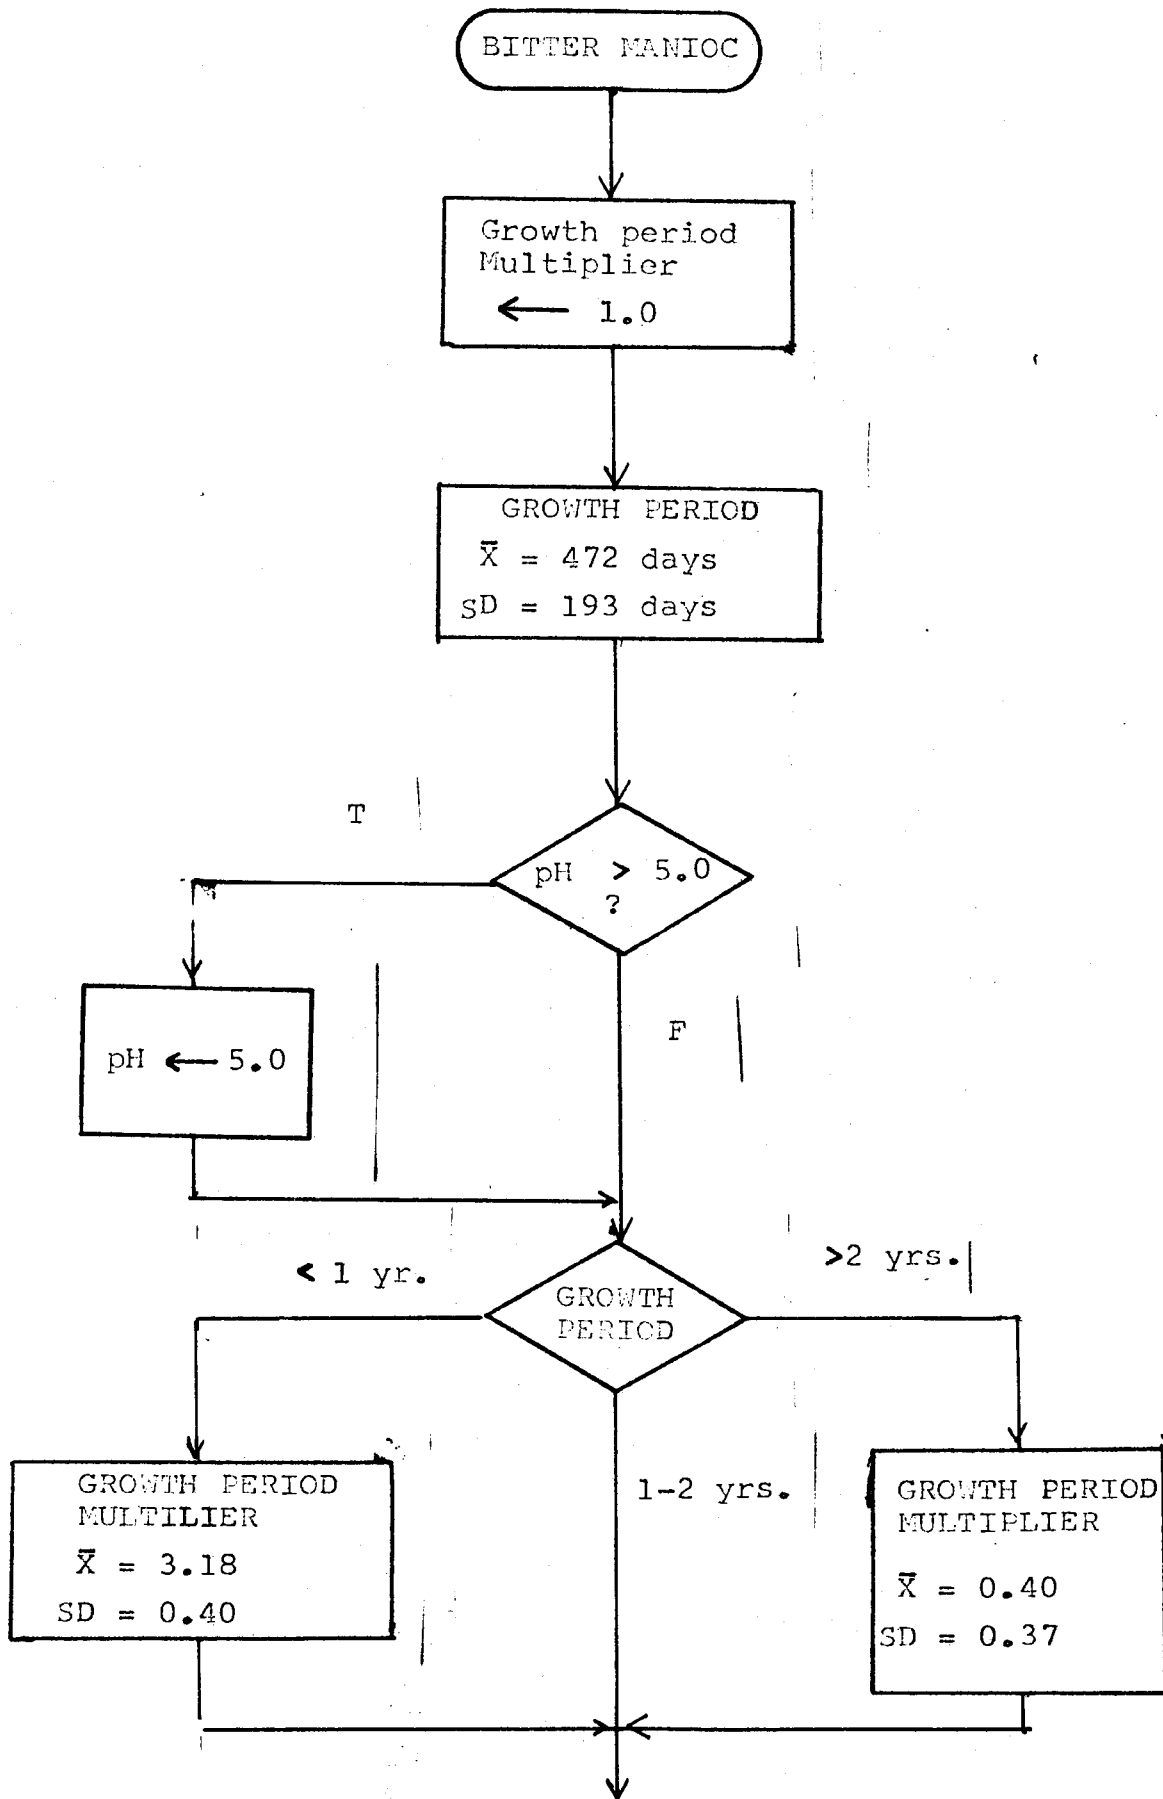 BITTER MANIOC
Growth period
Multiplier
← 1.0
GROWTH PERIOD
X̄ = 472 days
SD = 193 days
T
pH > 5.0
?
pH ← 5.0
F
< 1 yr.
>2 yrs.
GROWTH
PERIOD
GROWTH PERIOD
MULTILIER
X̄ = 3.18
SD = 0.40
1-2 yrs.
GROWTH PERIOD
MULTIPLIER
X̄ = 0.40
SD = 0.37